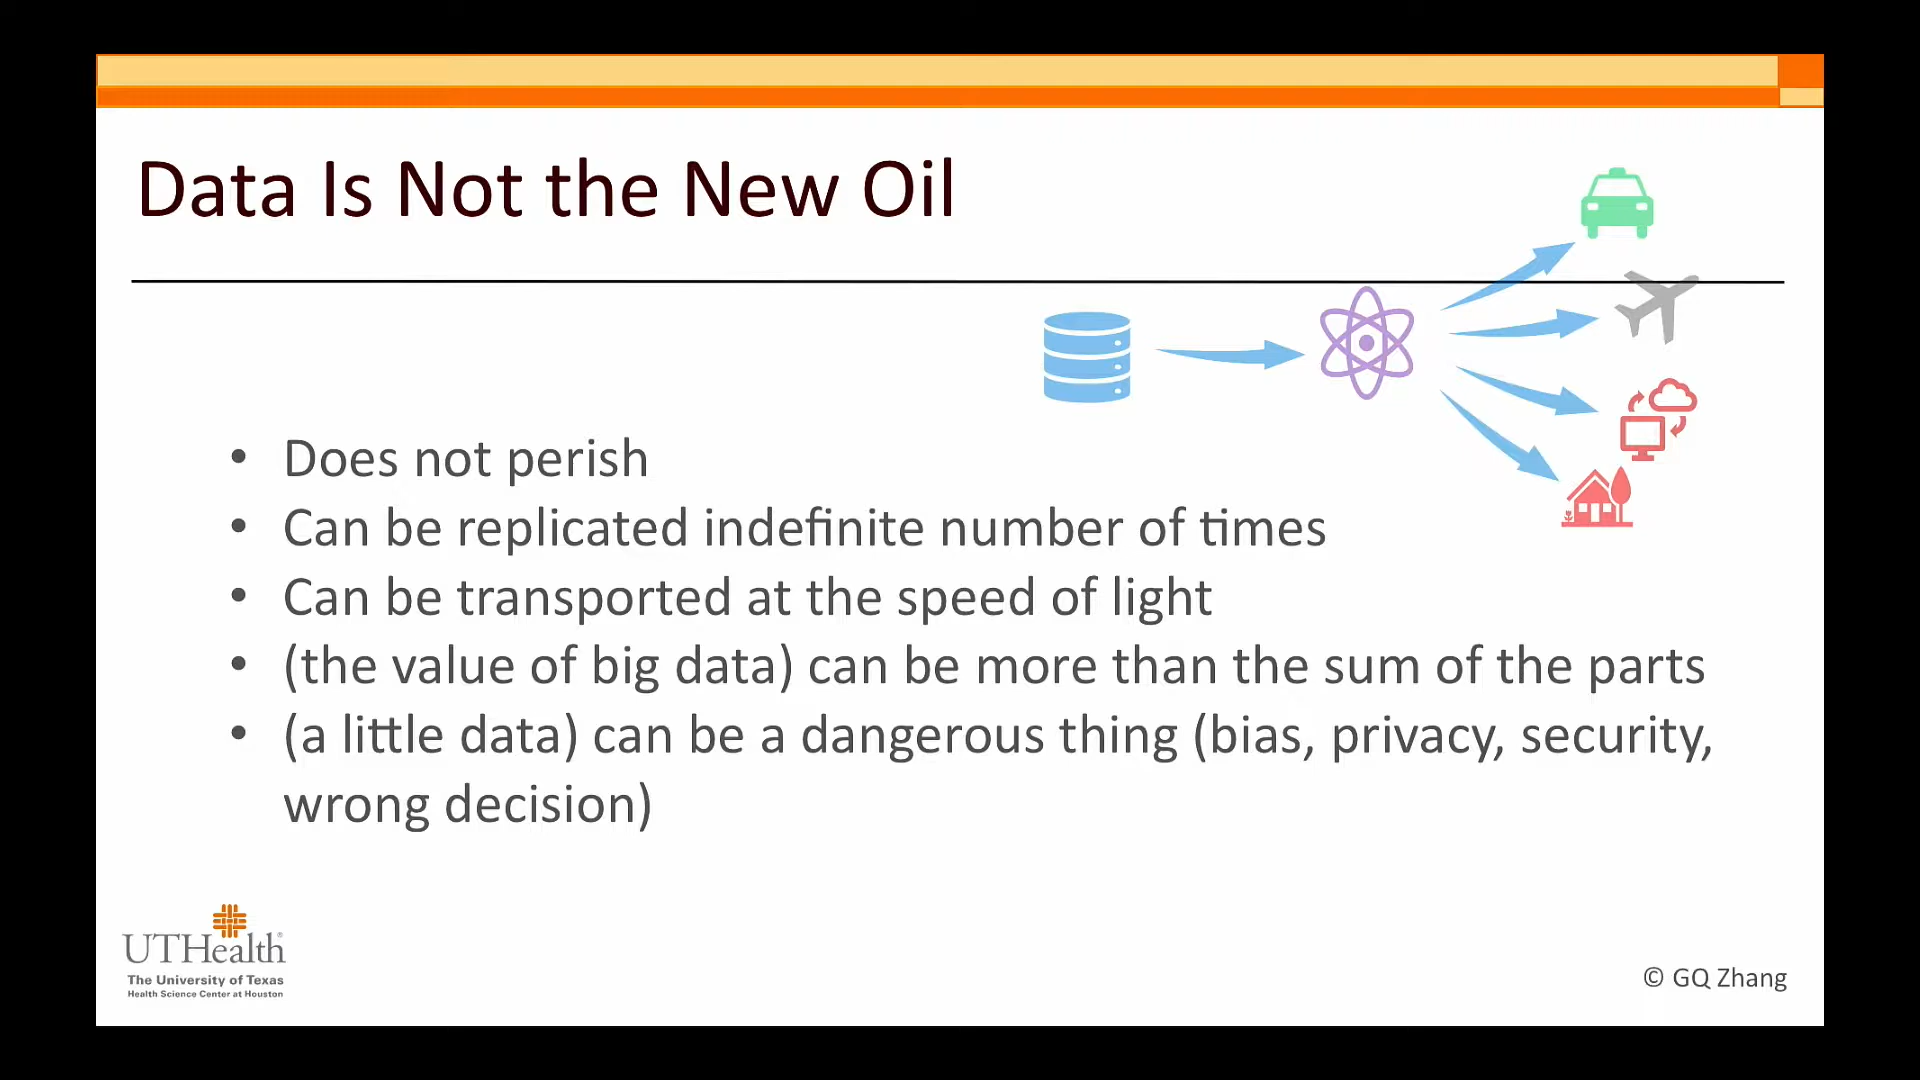 Data Is Not the New Oil
• Does not perish
• Can be replicated indefinite number of times
• Can be transported at the speed of light
• (the value of big data) can be more than the sum of the parts
• (a little data) can be a dangerous thing (bias, privacy, security,
wrong decision)
UTHealth®
The University of Texas
Health Science Center at Houston
© GQ Zhang